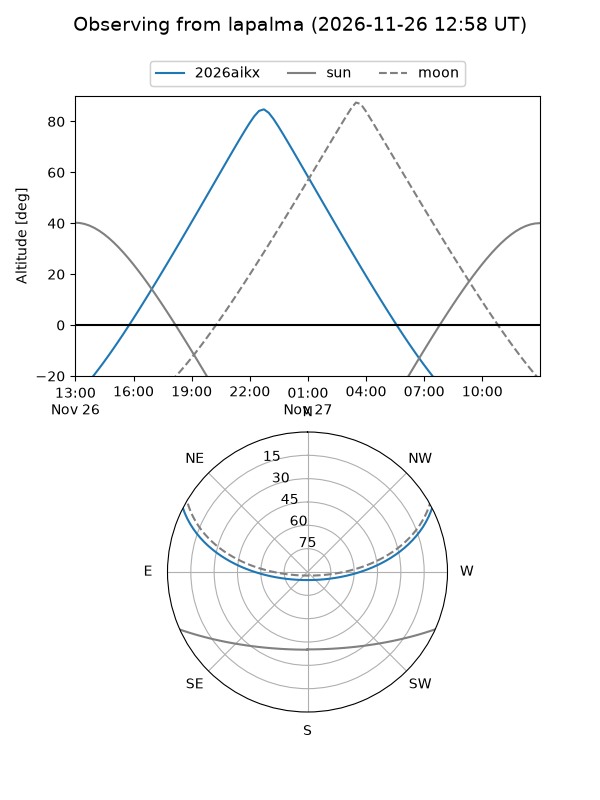 Observing from lapalma (2026-11-26 12:58 UT)
2026aikx sun moon
Altitude [deg]
80
60
40
20
0
−20
13:00 16:00 19:00 22:00 01:00 04:00 07:00 10:00
Nov 26 Nov 27
N
NE NW
15
30
45
60
75
E W
SE SW
S